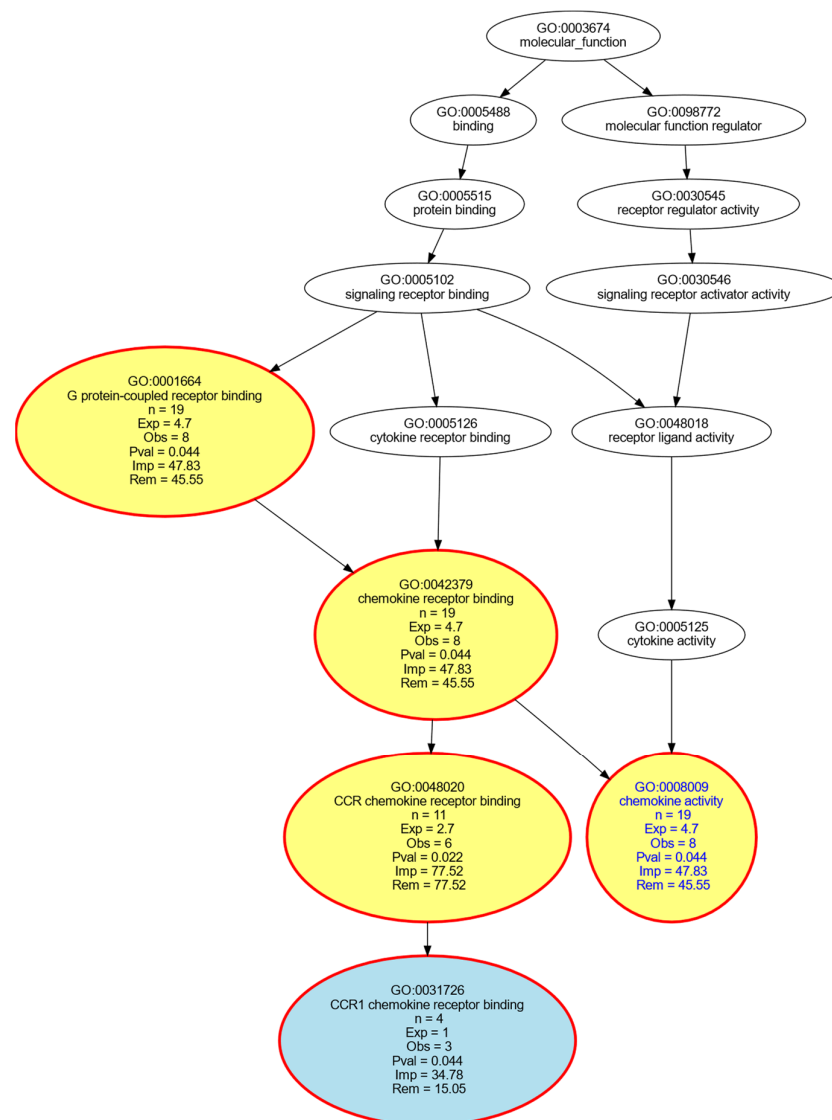 GO:0003674
molecular_function
GO:0005488
binding
GO:0098772
molecular function regulator
GO:0005515
protein binding
GO:0030545
receptor regulator activity
GO:0005102
signaling receptor binding
GO:0030546
signaling receptor activator activity
GO:0001664
G protein-coupled receptor binding
n = 19
Exp = 4.7
Obs = 8
Pval = 0.044
Imp = 47.83
Rem = 45.55
GO:0005126
cytokine receptor binding
GO:0048018
receptor ligand activity
GO:0042379
chemokine receptor binding
n = 19
Exp = 4.7
Obs = 8
Pval = 0.044
Imp = 47.83
Rem = 45.55
GO:0005125
cytokine activity
GO:0048020
CCR chemokine receptor binding
n = 11
Exp = 2.7
Obs = 6
Pval = 0.022
Imp = 77.52
Rem = 77.52
GO:0008009
chemokine activity
n = 19
Exp = 4.7
Obs = 8
Pval = 0.044
Imp = 47.83
Rem = 45.55
GO:0031726
CCR1 chemokine receptor binding
n = 4
Exp = 1
Obs = 3
Pval = 0.044
Imp = 34.78
Rem = 15.05